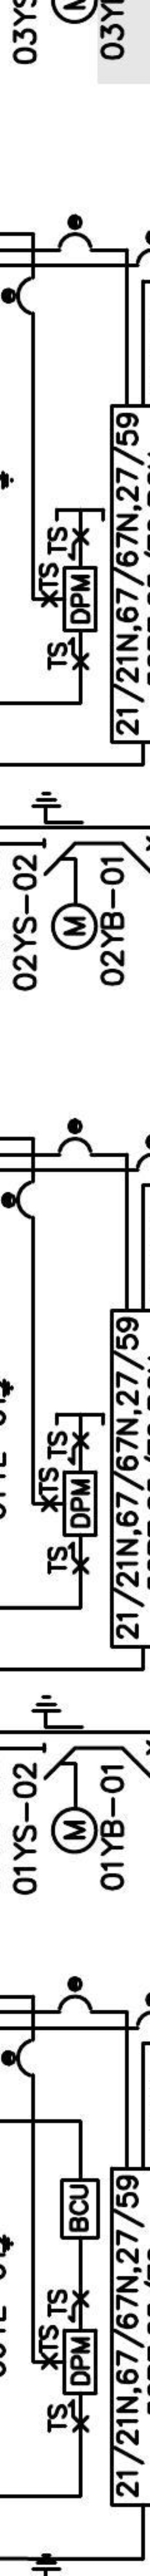 03YS
M
21/21N,67/67N,27/59
TS
TS
TS
DPM
02YS-02
M
02YB-01
21/21N,67/67N,27/59
TS
TS
TS
DPM
01YS-02
M
01YB-01
BCU
21/21N,67/67N,27/59
TS
TS
TS
DPM